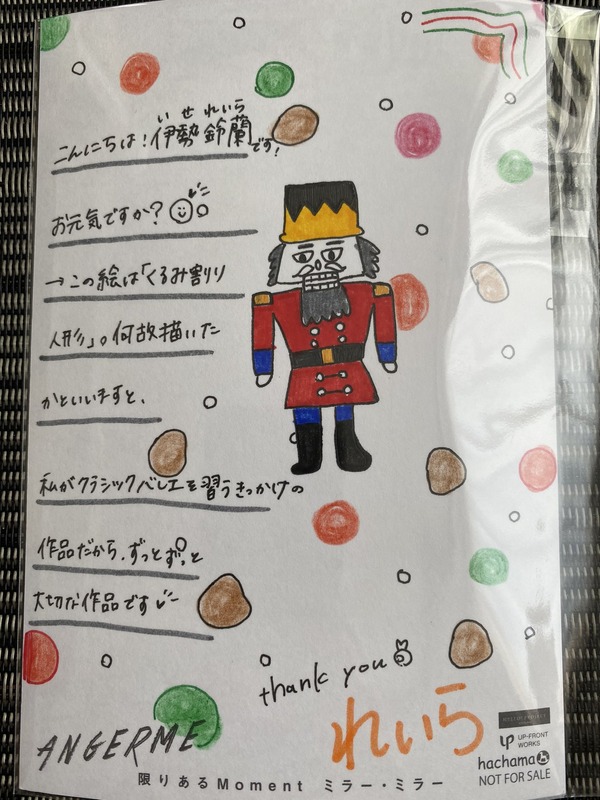 いせれいら
こんにちは!伊勢鈴蘭です!
お元気ですか?
→この絵は「くるみ割り
人形」。何故描いた
かといいますと、
私がクラシックバレエを習うきっかけの
作品だから、ずっとずっと
大切な作品です
thank you
れいら
ANGERME
UP-FRONT
WORKS
hachama
NOT FOR SALE
限りあるMoment ミラー・ミラー